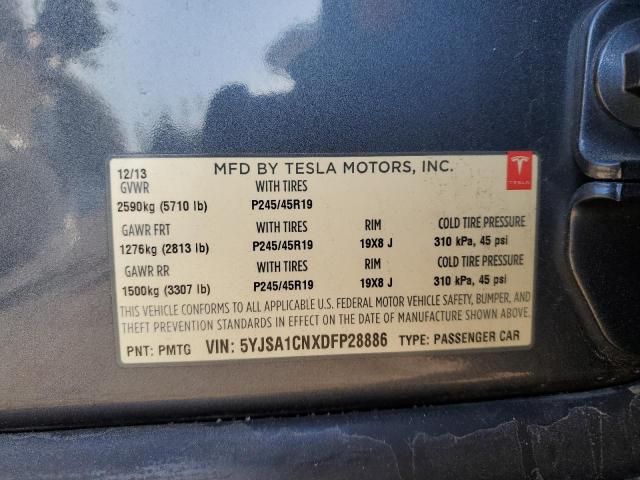 12/13 MFD BY TESLA MOTORS, INC.
GVWR WITH TIRES
2590kg (5710 lb) P245/45R19
GAWR FRT WITH TIRES RIM COLD TIRE PRESSURE
1276kg (2813 lb) P245/45R19 19X8 J 310 kPa, 45 psi
GAWR RR WITH TIRES RIM COLD TIRE PRESSURE
1500kg (3307 lb) P245/45R19 19X8 J 310 kPa, 45 psi
THIS VEHICLE CONFORMS TO ALL APPLICABLE U.S. FEDERAL MOTOR VEHICLE SAFETY, BUMPER, AND
THEFT PREVENTION STANDARDS IN EFFECT ON THE DATE OF MANUFACTURE SHOWN ABOVE.
PNT: PMTG VIN: 5YJSA1CNXDFP28886 TYPE: PASSENGER CAR
TESLA